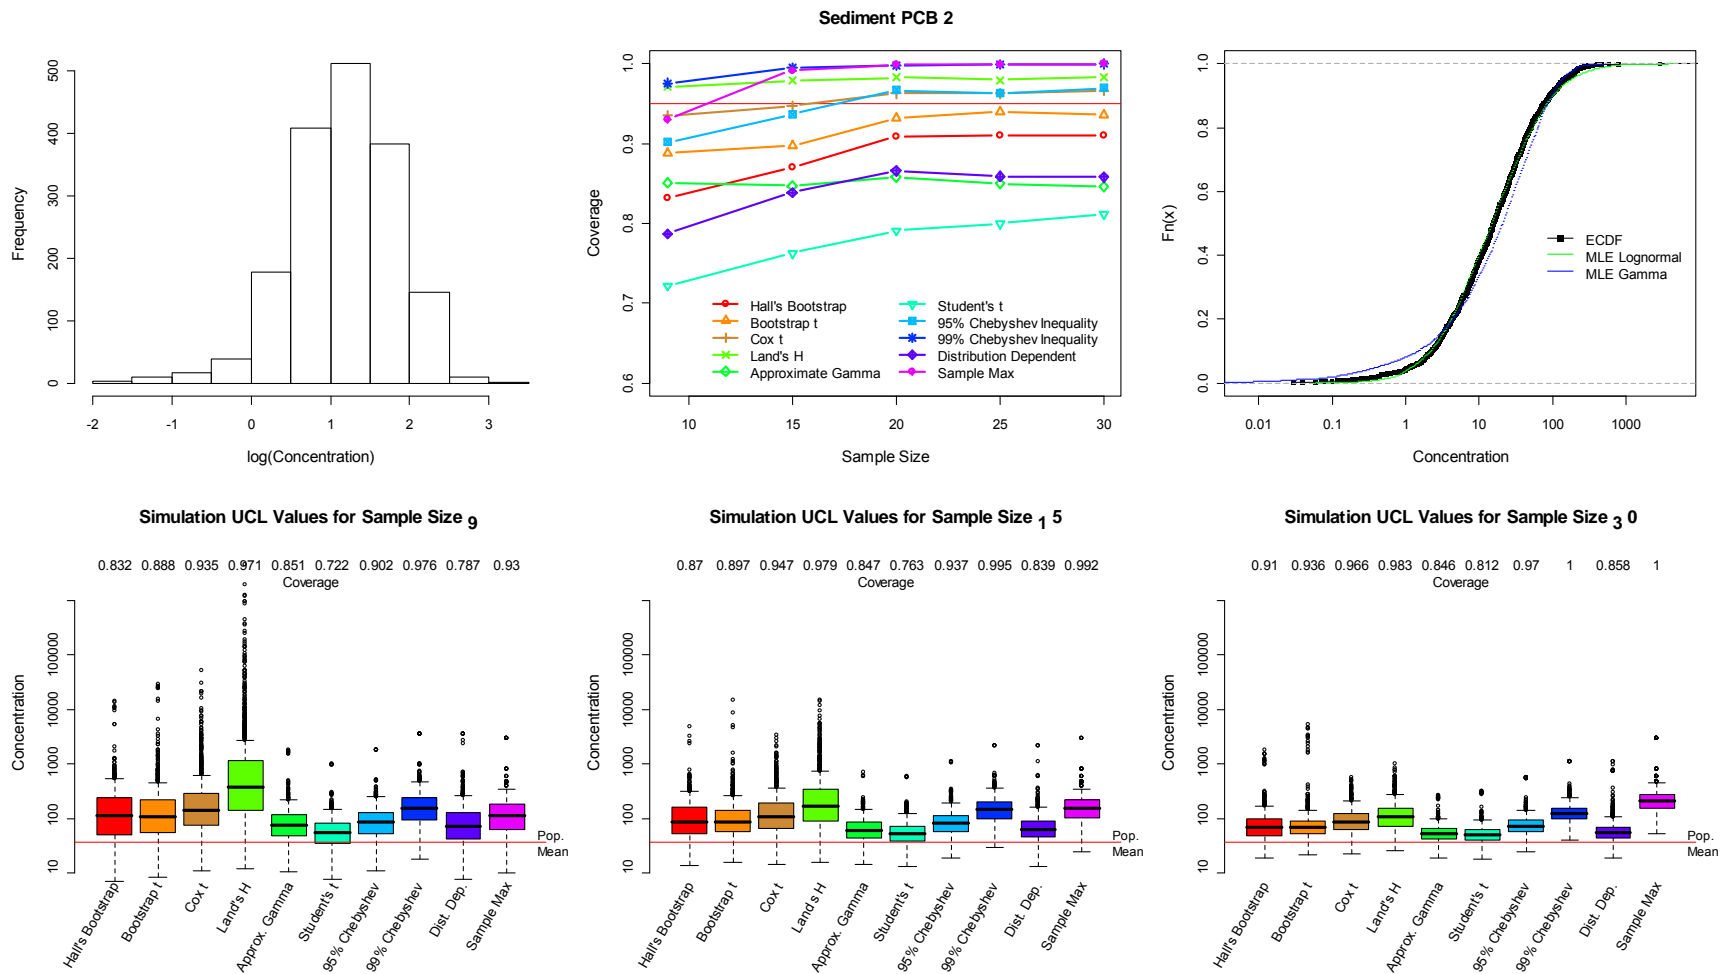 Sediment PCB 2
Frequency
0 100 200 300 400 500
-2 -1 0 1 2 3
log(Concentration)
Coverage
0.6 0.7 0.8 0.9 1.0
10 15 20 25 30
Sample Size
Hall's Bootstrap
Bootstrap t
Cox t
Land's H
Approximate Gamma
Student's t
95% Chebyshev Inequality
99% Chebyshev Inequality
Distribution Dependent
Sample Max
Fn(x)
0.0 0.2 0.4 0.6 0.8 1.0
0.01 0.1 1 10 100 1000
Concentration
ECDF
MLE Lognormal
MLE Gamma
Simulation UCL Values for Sample Size 9
0.832 0.888 0.935 0.971 0.851 0.722 0.902 0.976 0.787 0.93
Coverage
Concentration
10 100 1000 10000 100000
Pop.
Mean
Hall's Bootstrap
Bootstrap t
Cox t
Land's H
Approx. Gamma
Student's t
95% Chebyshev
99% Chebyshev
Dist. Dep.
Sample Max
Simulation UCL Values for Sample Size 1 5
0.87 0.897 0.947 0.979 0.847 0.763 0.937 0.995 0.839 0.992
Coverage
Concentration
10 100 1000 10000 100000
Pop.
Mean
Hall's Bootstrap
Bootstrap t
Cox t
Land's H
Approx. Gamma
Student's t
95% Chebyshev
99% Chebyshev
Dist. Dep.
Sample Max
Simulation UCL Values for Sample Size 3 0
0.91 0.936 0.966 0.983 0.846 0.812 0.97 1 0.858 1
Coverage
Concentration
10 100 1000 10000 100000
Pop.
Mean
Hall's Bootstrap
Bootstrap t
Cox t
Land's H
Approx. Gamma
Student's t
95% Chebyshev
99% Chebyshev
Dist. Dep.
Sample Max